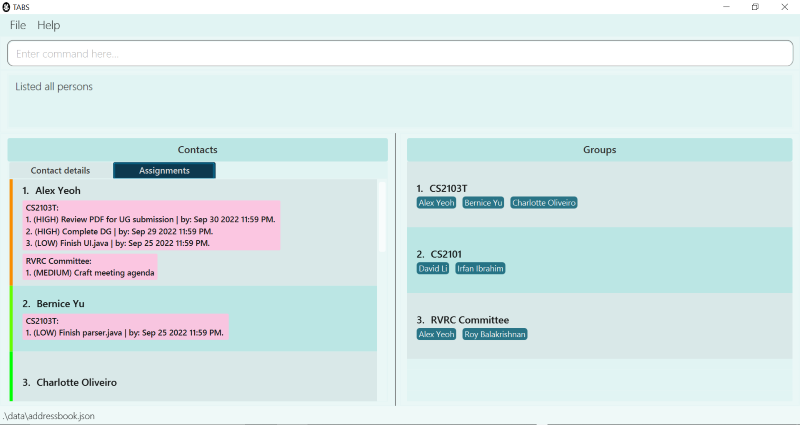 TABS
File Help
Enter command here...
Listed all persons
Contacts
Contact details Assignments
1. Alex Yeoh
CS2103T:
1. (HIGH) Review PDF for UG submission | by: Sep 30 2022 11:59 PM.
2. (HIGH) Complete DG | by: Sep 29 2022 11:59 PM.
3. (LOW) Finish UI.java | by: Sep 25 2022 11:59 PM.
RVRC Committee:
1. (MEDIUM) Craft meeting agenda
2. Bernice Yu
CS2103T:
1. (LOW) Finish parser.java | by: Sep 25 2022 11:59 PM.
3. Charlotte Oliveiro
Groups
1. CS2103T
Alex Yeoh Bernice Yu Charlotte Oliveiro
2. CS2101
David Li Irfan Ibrahim
3. RVRC Committee
Alex Yeoh Roy Balakrishnan
.\data\addressbook.json